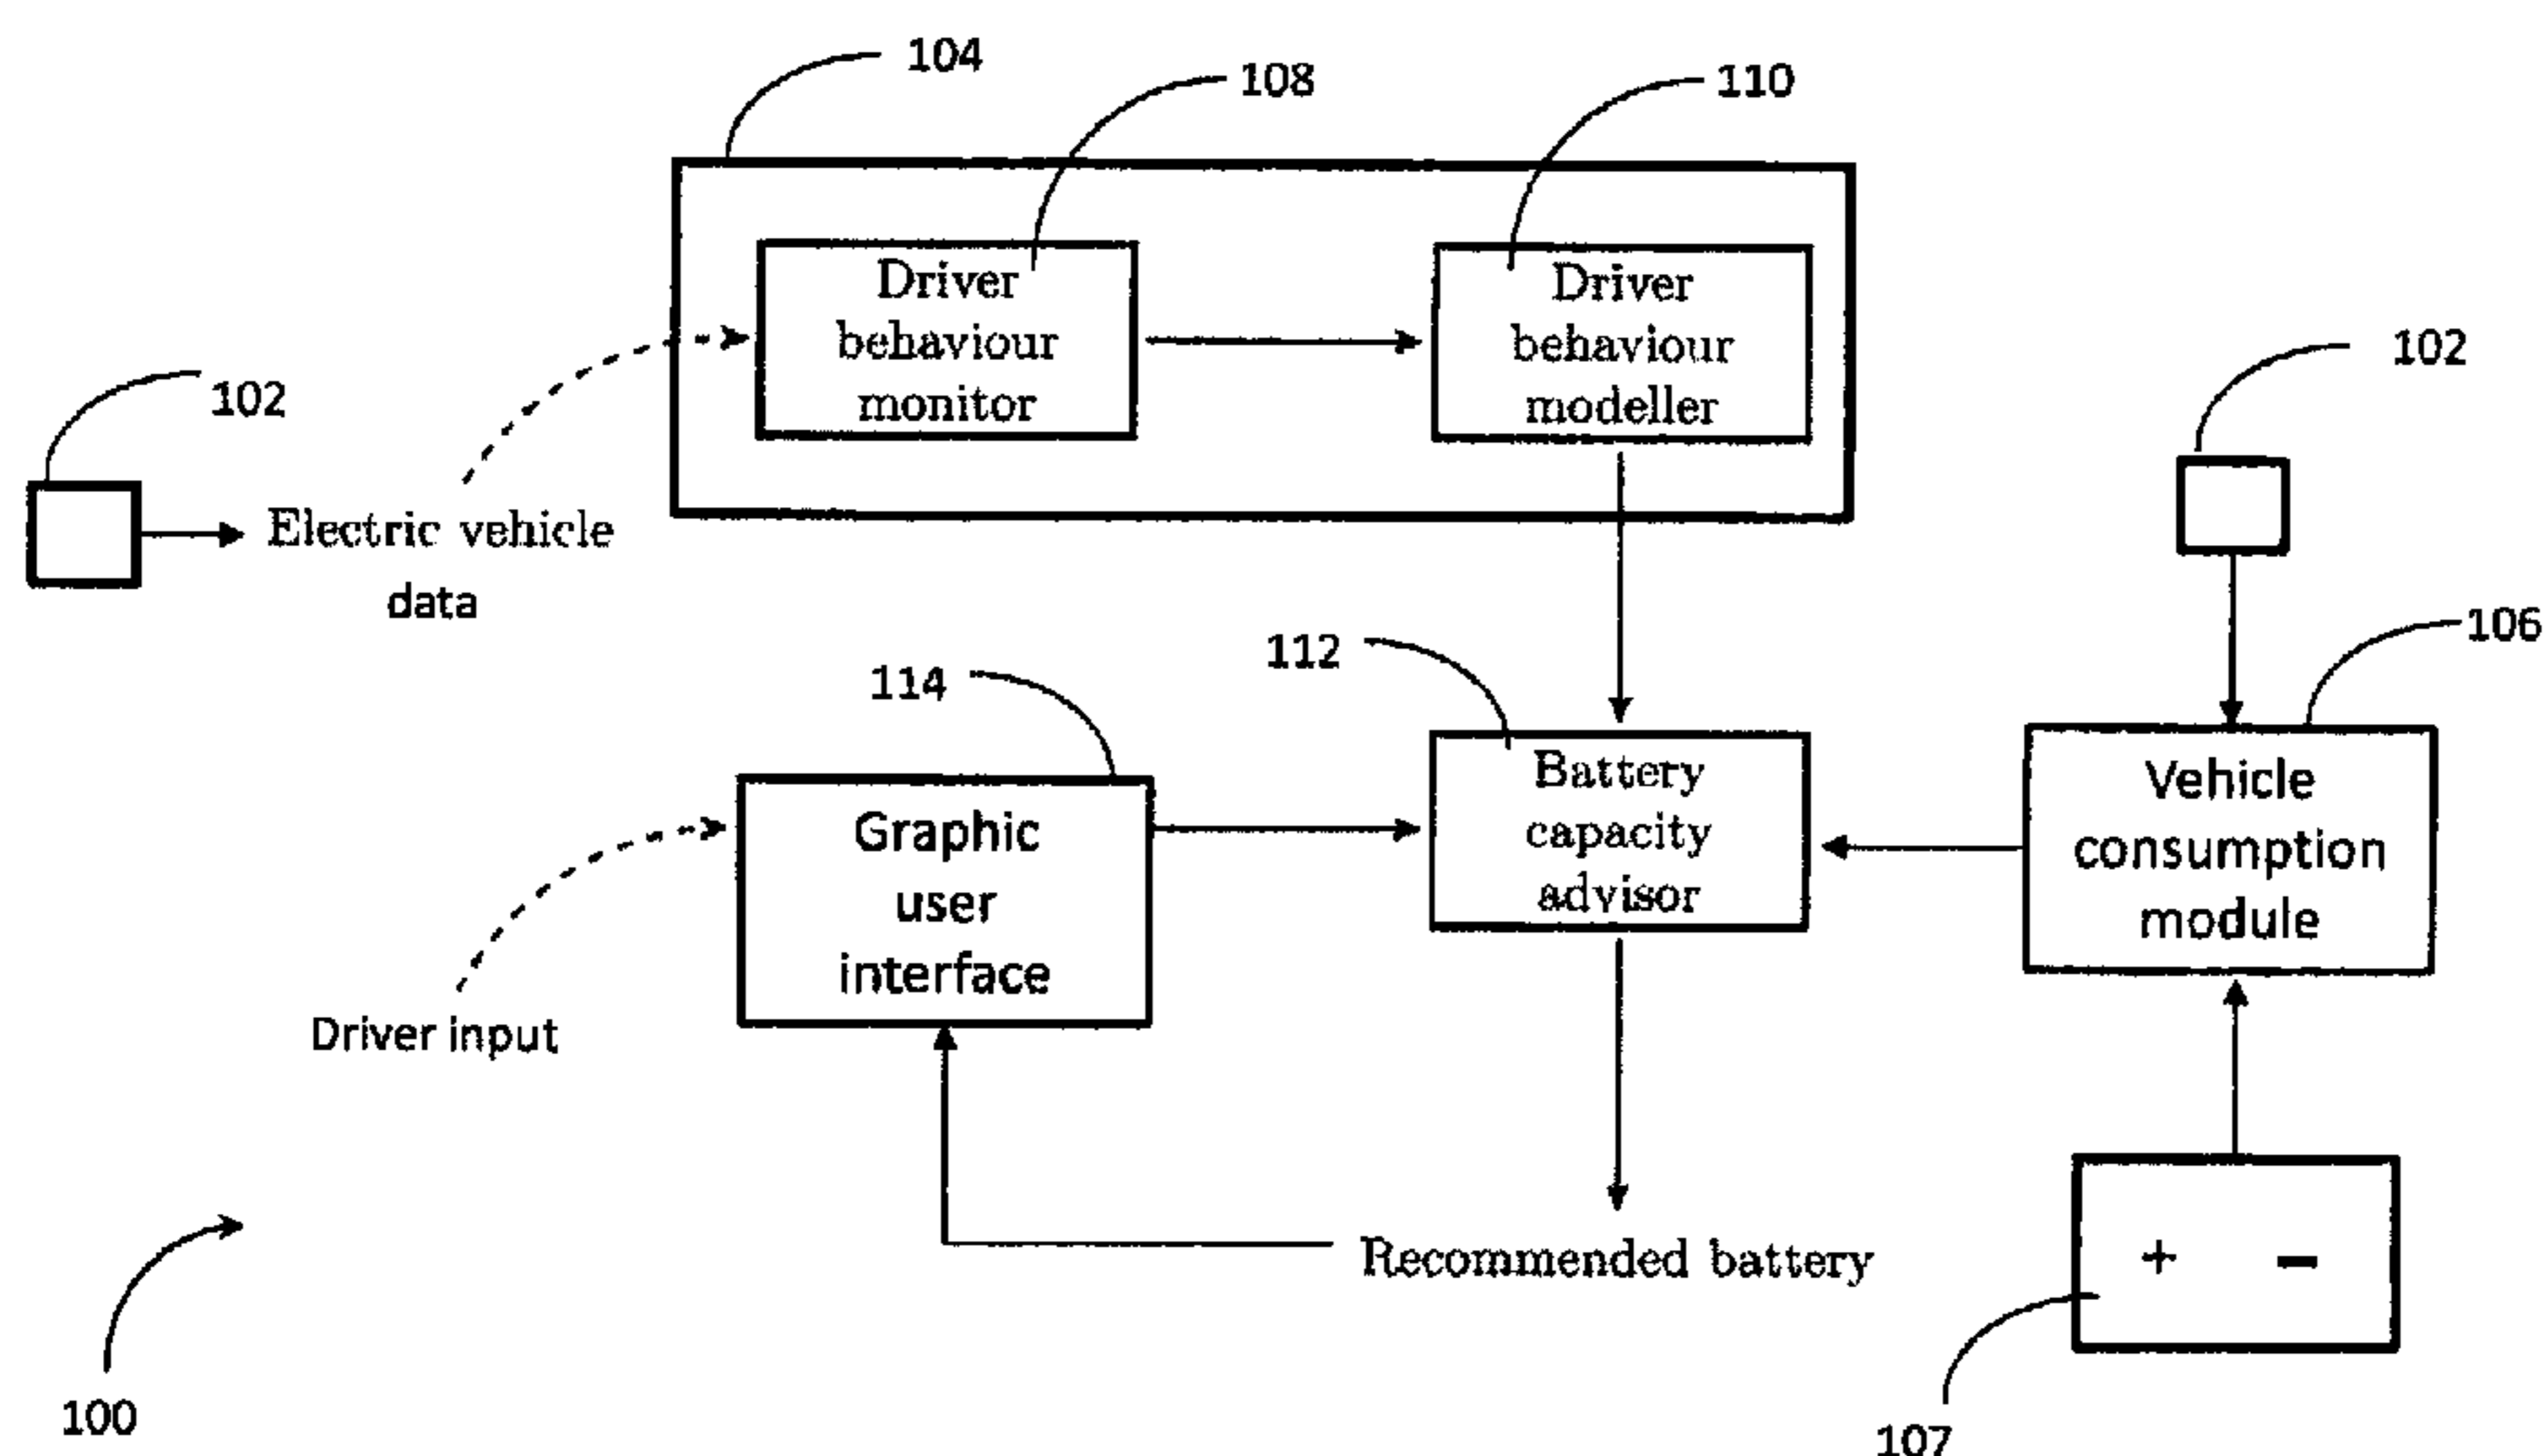 104
108
110
Driver
behaviour
monitor
Driver
behaviour
modeller
102
102
Electric vehicle
data
106
112
114
Battery
capacity
advisor
Vehicle
consumption
module
Graphic
user
interface
Driver input
Recommended battery
+ −
100
107